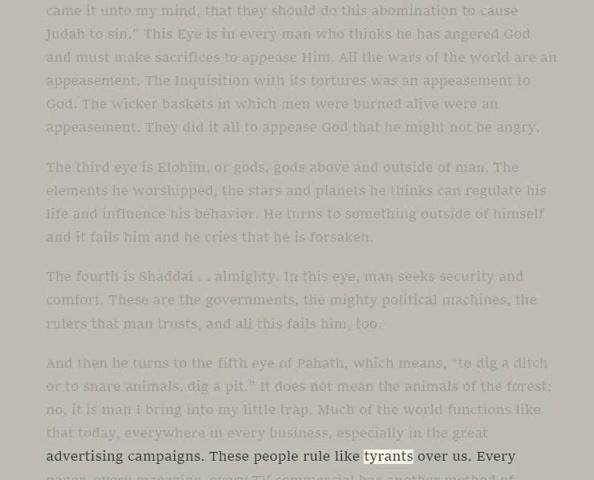 came it unto my mind, that they should do this abomination to cause
Judah to sin.” This Eye is in every man who thinks he has angered God
and must make sacrifices to appease Him. All the wars of the world are an
appeasement. The Inquisition with its tortures was an appeasement to
God. The wicker baskets in which men were burned alive were an
appeasement. They did it all to appease God that he might not be angry.
The third eye is Elohim, or gods, gods above and outside of man. The
elements he worshipped, the stars and planets he thinks can regulate his
life and influence his behavior. He turns to something outside of himself
and it fails him and he cries that he is forsaken.
The fourth is Shaddai . . almighty. In this eye, man seeks security and
comfort. These are the governments, the mighty political machines, the
rulers that man trusts, and all this fails him, too.
And then he turns to the fifth eye of Pahath, which means, “to dig a ditch
or to snare animals, dig a pit.” It does not mean the animals of the forest;
no, it is man I bring into my little trap. Much of the world functions like
that today, everywhere in every business, especially in the great
advertising campaigns. These people rule like tyrants over us. Every
paper, every magazine, every TV commercial has another method of